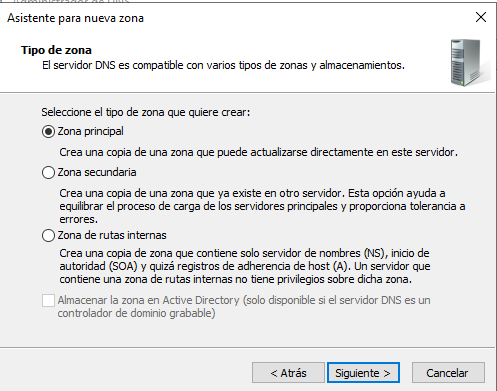 Administrador de DNS
Asistente para nueva zona
Tipo de zona
El servidor DNS es compatible con varios tipos de zonas y almacenamientos.
Seleccione el tipo de zona que quiere crear:
Zona principal
Crea una copia de una zona que puede actualizarse directamente en este servidor.
Zona secundaria
Crea una copia de una zona que ya existe en otro servidor. Esta opción ayuda a
equilibrar el proceso de carga de los servidores principales y proporciona tolerancia a
errores.
Zona de rutas internas
Crea una copia de zona que contiene solo servidor de nombres (NS), inicio de
autoridad (SOA) y quizá registros de adherencia de host (A). Un servidor que
contiene una zona de rutas internas no tiene privilegios sobre dicha zona.
Almacenar la zona en Active Directory (solo disponible si el servidor DNS es un
controlador de dominio grabable)
< Atrás
Siguiente >
Cancelar